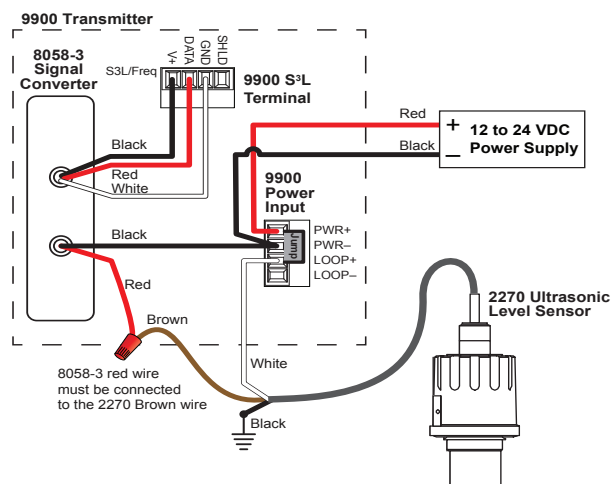 9900 Transmitter
8058-3
Signal
Converter
S3L/Freq
V+
DATA
GND
SHLD
9900 S³L
Terminal
Black
Red
White
Red
Black
+
–
12 to 24 VDC
Power Supply
9900
Power
Input
Jump
PWR+
PWR–
LOOP+
LOOP–
Black
Red
Brown
White
Black
8058-3 red wire
must be connected
to the 2270 Brown wire
2270 Ultrasonic
Level Sensor